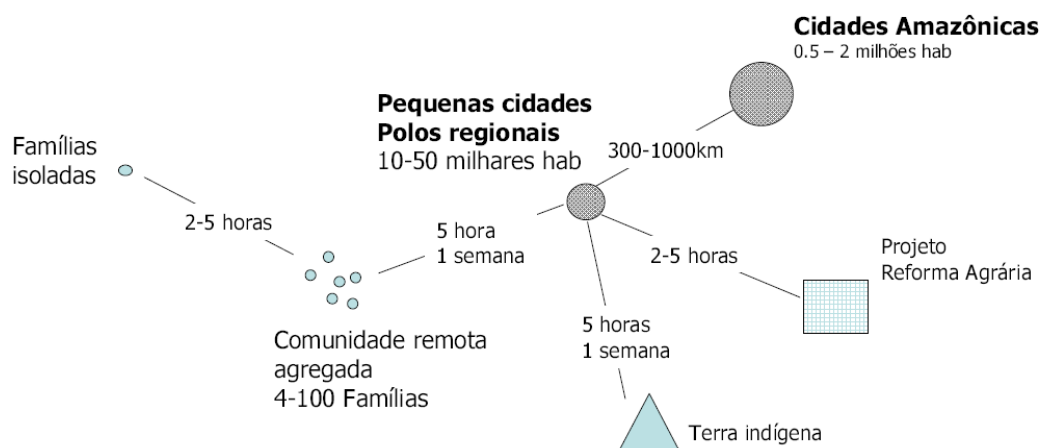 Cidades Amazônicas
0.5 – 2 milhões hab
Pequenas cidades
Polos regionais
10-50 milhares hab
300-1000km
Famílias
isoladas
2-5 horas
5 hora
1 semana
2-5 horas
Projeto
Reforma Agrária
Comunidade remota
agregada
4-100 Famílias
5 horas
1 semana
Terra indígena